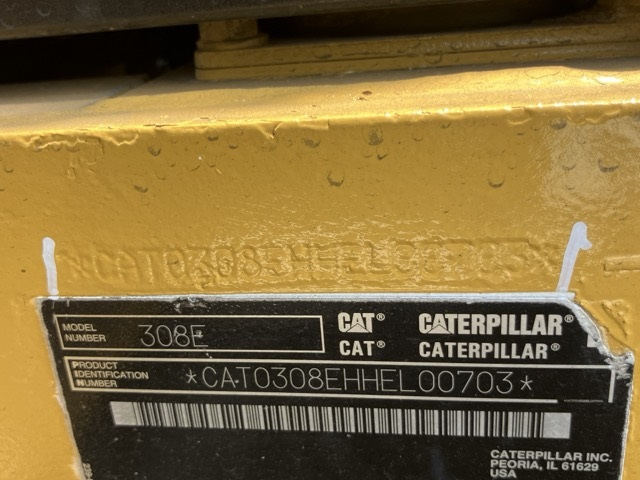 *CAT0308EHHEL00703*
MODEL NUMBER 308E
CAT® CATERPILLAR®
CAT® CATERPILLAR®
PRODUCT IDENTIFICATION NUMBER *CAT0308EHHEL00703*
CATERPILLAR INC.
PEORIA, IL 61629
USA